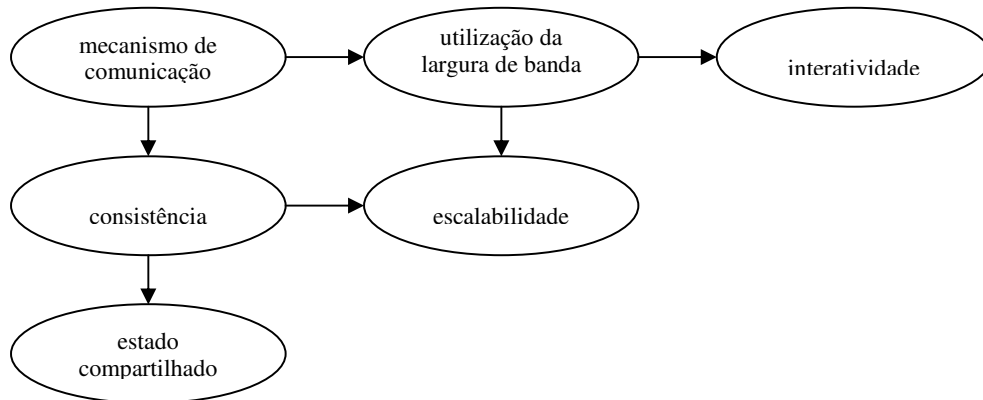 mecanismo de
comunicação
utilização da
largura de banda
interatividade
consistência
escalabilidade
estado
compartilhado